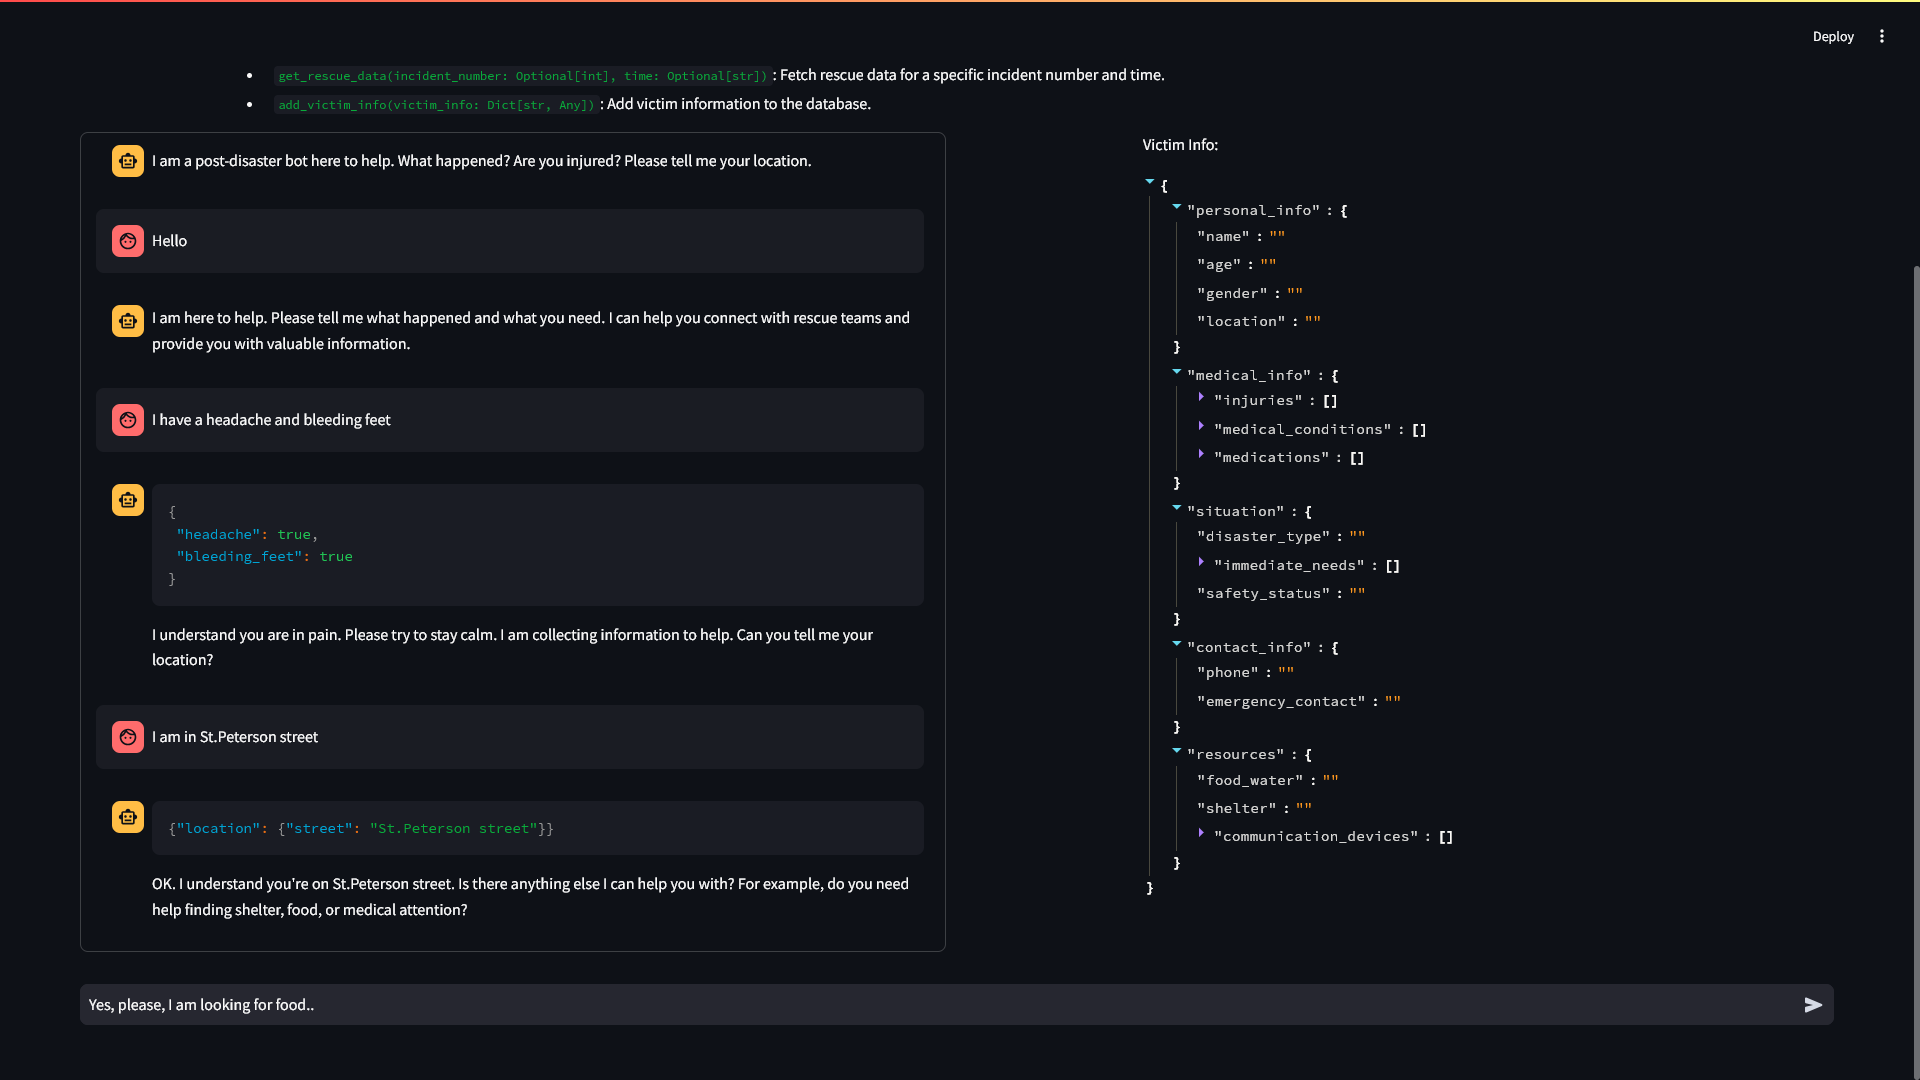 Deploy
get_rescue_data(incident_number: Optional[int], time: Optional[str]) : Fetch rescue data for a specific incident number and time.
add_victim_info(victim_info: Dict[str, Any]) : Add victim information to the database.
I am a post-disaster bot here to help. What happened? Are you injured? Please tell me your location.
Hello
I am here to help. Please tell me what happened and what you need. I can help you connect with rescue teams and
provide you with valuable information.
I have a headache and bleeding feet
{
"headache": true,
"bleeding_feet": true
}
I understand you are in pain. Please try to stay calm. I am collecting information to help. Can you tell me your
location?
I am in St.Peterson street
{"location": {"street": "St.Peterson street"}}
OK. I understand you're on St.Peterson street. Is there anything else I can help you with? For example, do you need
help finding shelter, food, or medical attention?
Yes, please, I am looking for food..
Victim Info:
{
"personal_info" : {
"name" : ""
"age" : ""
"gender" : ""
"location" : ""
}
"medical_info" : {
"injuries" : []
"medical_conditions" : []
"medications" : []
}
"situation" : {
"disaster_type" : ""
"immediate_needs" : []
"safety_status" : ""
}
"contact_info" : {
"phone" : ""
"emergency_contact" : ""
}
"resources" : {
"food_water" : ""
"shelter" : ""
"communication_devices" : []
}
}